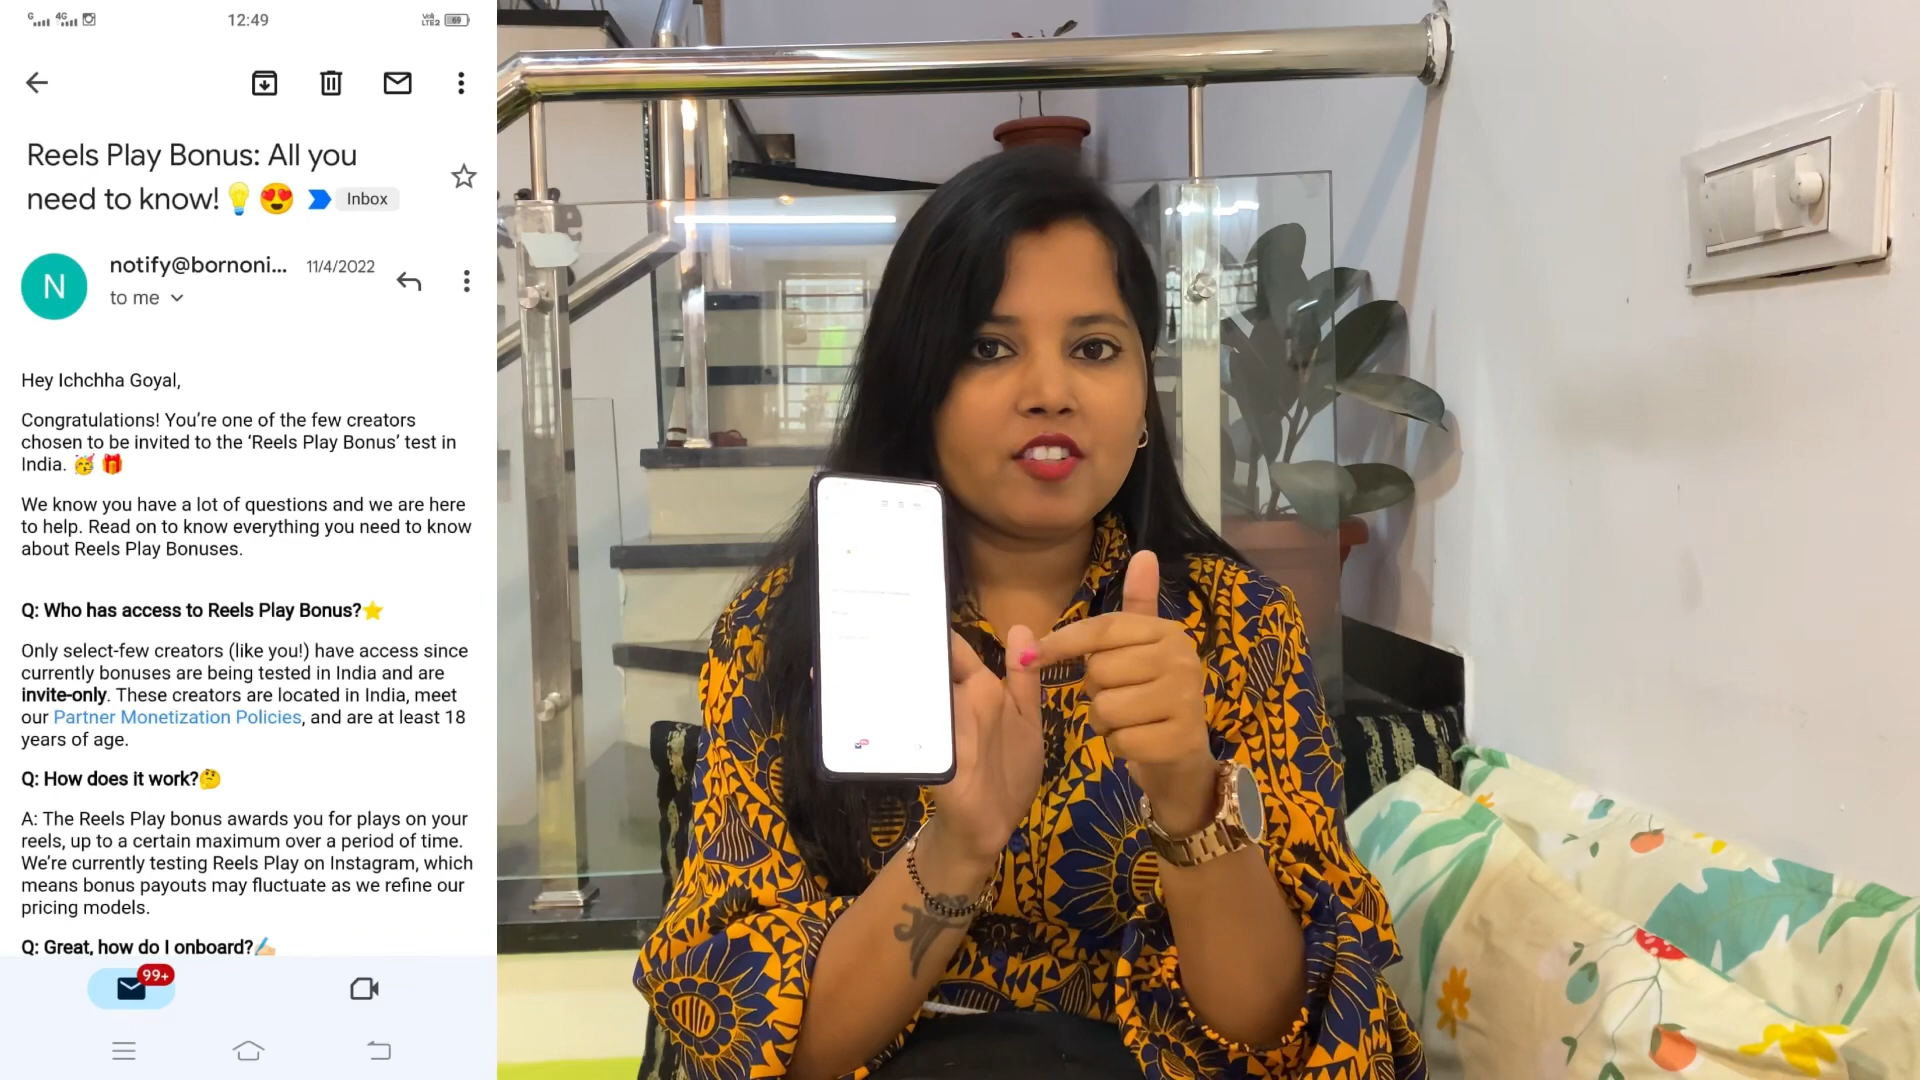 G 4G 12:49 Vo) LTE2 69
Reels Play Bonus: All you
need to know!💡😍 Inbox
N
notify@bornoni... 11/4/2022
to me
Hey Ichchha Goyal,
Congratulations! You’re one of the few creators
chosen to be invited to the ‘Reels Play Bonus’ test in
India. 🥳 🎁
We know you have a lot of questions and we are here
to help. Read on to know everything you need to know
about Reels Play Bonuses.
Q: Who has access to Reels Play Bonus?⭐
Only select-few creators (like you!) have access since
currently bonuses are being tested in India and are
invite-only. These creators are located in India, meet
our Partner Monetization Policies, and are at least 18
years of age.
Q: How does it work?🤔
A: The Reels Play bonus awards you for plays on your
reels, up to a certain maximum over a period of time.
We’re currently testing Reels Play on Instagram, which
means bonus payouts may fluctuate as we refine our
pricing models.
Q: Great, how do I onboard?✍🏻
99+